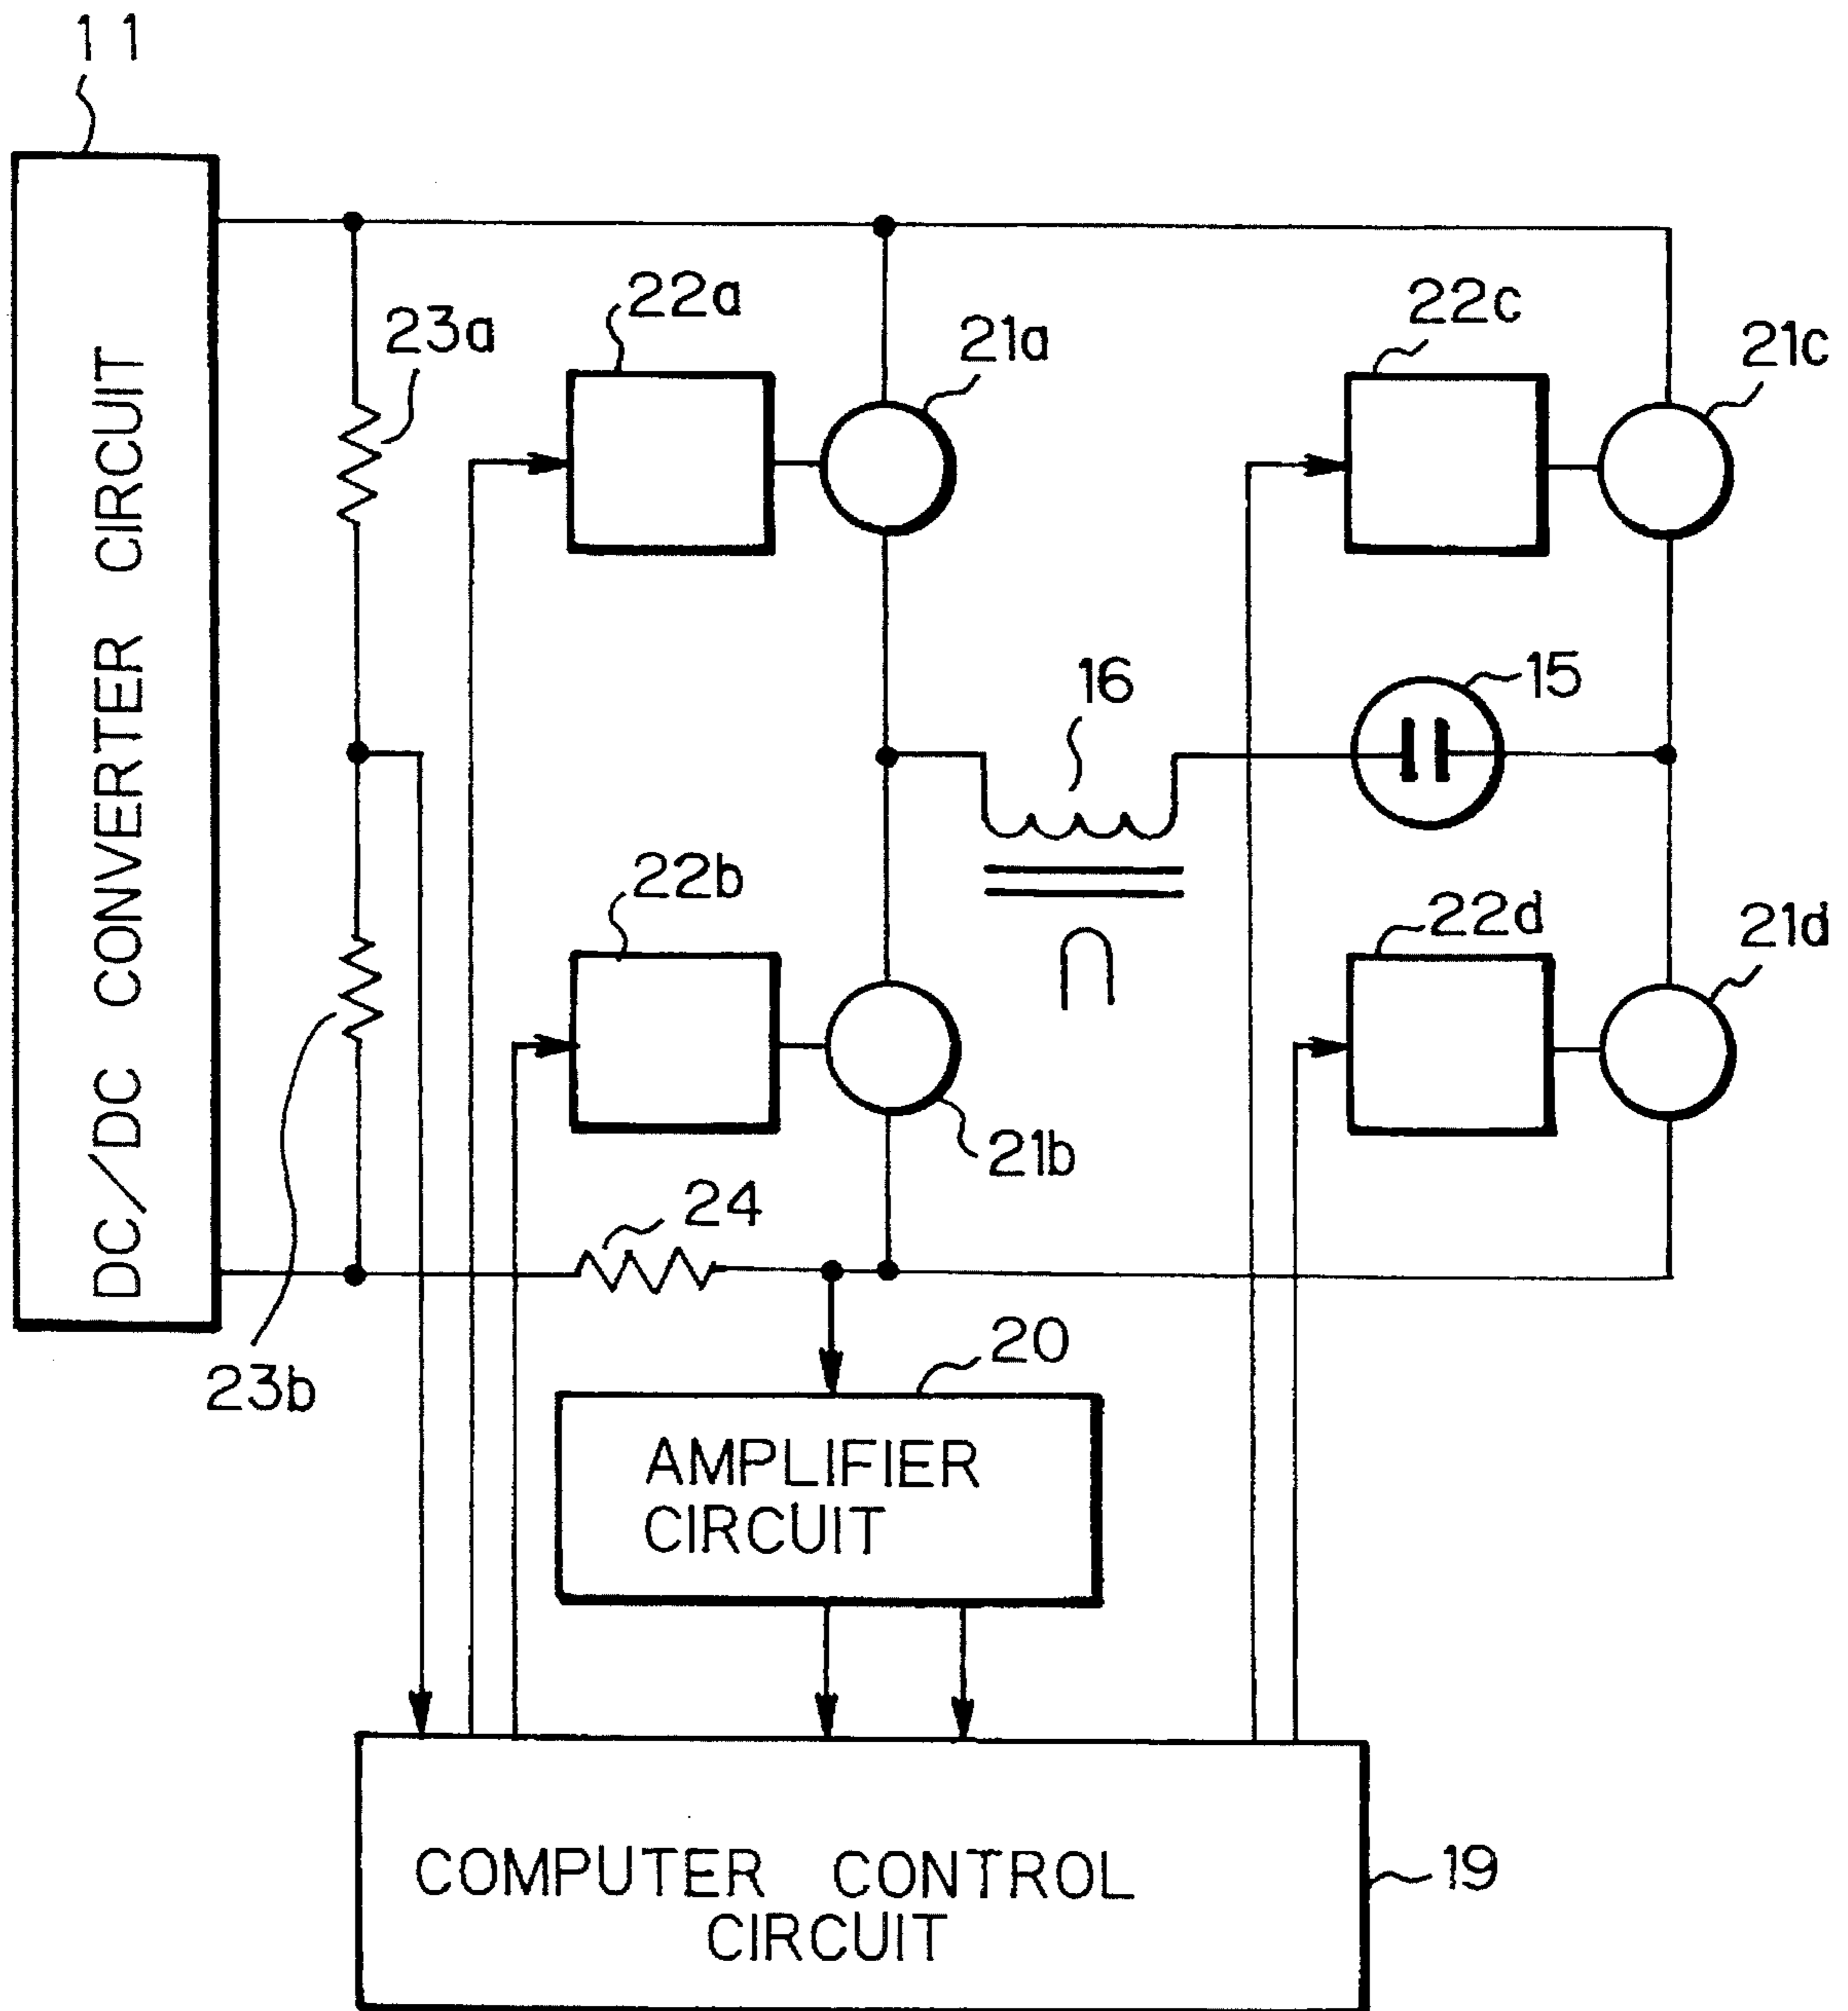 11
22a
22c
23a
21a
21c
DC/DC CONVERTER CIRCUIT
16
15
22b
22d
21d
21b
24
20
23b
AMPLIFIER
CIRCUIT
COMPUTER CONTROL
CIRCUIT
19